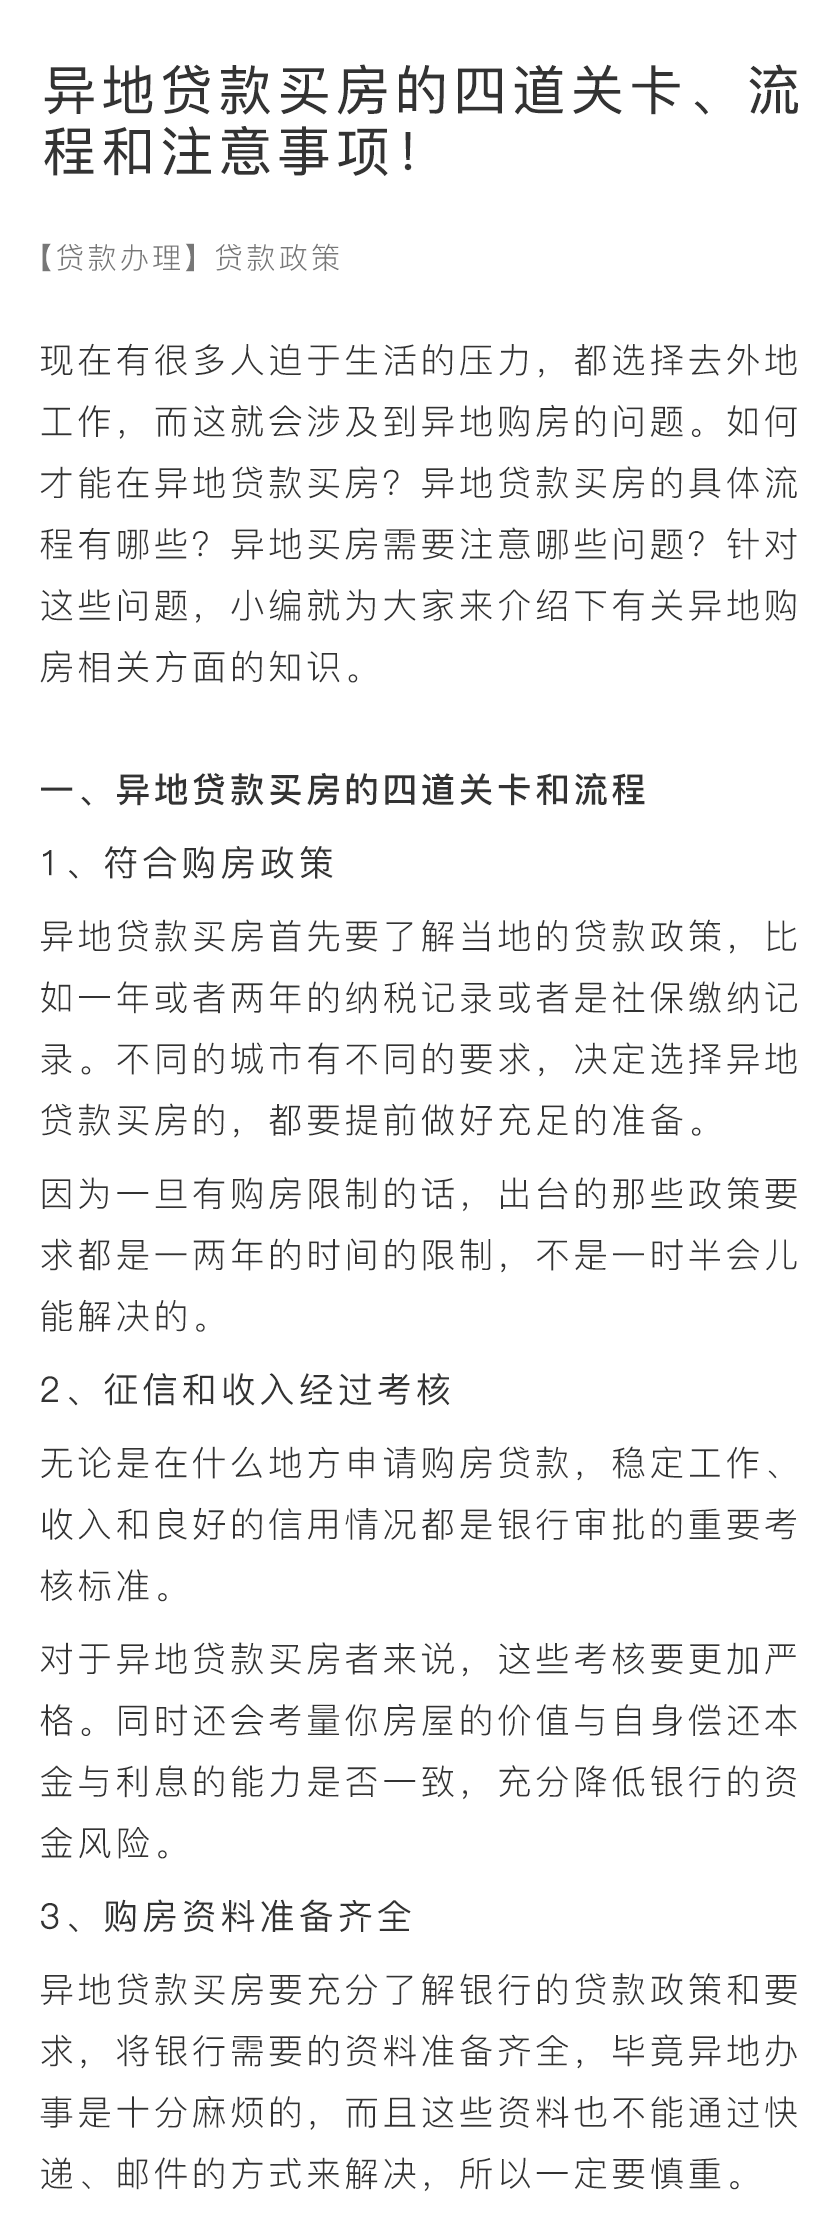 异地贷款买房的四道关卡、流
程和注意事项！
【贷款办理】贷款政策
现在有很多人迫于生活的压力，都选择去外地
工作，而这就会涉及到异地购房的问题。如何
才能在异地贷款买房？异地贷款买房的具体流
程有哪些？异地买房需要注意哪些问题？针对
这些问题，小编就为大家来介绍下有关异地购
房相关方面的知识。
一、异地贷款买房的四道关卡和流程
1、符合购房政策
异地贷款买房首先要了解当地的贷款政策，比
如一年或者两年的纳税记录或者是社保缴纳记
录。不同的城市有不同的要求，决定选择异地
贷款买房的，都要提前做好充足的准备。
因为一旦有购房限制的话，出台的那些政策要
求都是一两年的时间的限制，不是一时半会儿
能解决的。
2、征信和收入经过考核
无论是在什么地方申请购房贷款，稳定工作、
收入和良好的信用情况都是银行审批的重要考
核标准。
对于异地贷款买房者来说，这些考核要更加严
格。同时还会考量你房屋的价值与自身偿还本
金与利息的能力是否一致，充分降低银行的资
金风险。
3、购房资料准备齐全
异地贷款买房要充分了解银行的贷款政策和要
求，将银行需要的资料准备齐全，毕竟异地办
事是十分麻烦的，而且这些资料也不能通过快
递、邮件的方式来解决，所以一定要慎重。